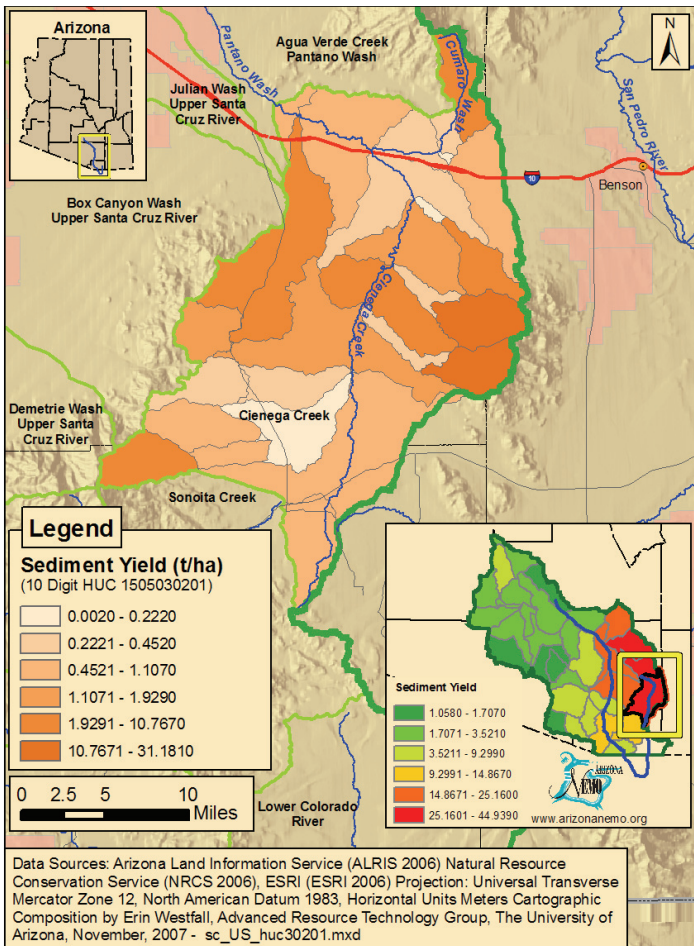 Arizona
Agua Verde Creek
Pantano Wash
N
Pantano Wash
Cumaro Wash
Julian Wash
Upper Santa
Cruz River
San Pedro River
10
Benson
Box Canyon Wash
Upper Santa Cruz River
Cienega Creek
Demetrie Wash
Upper Santa
Cruz River
Cienega Creek
Sonoita Creek
Legend
Sediment Yield (t/ha)
(10 Digit HUC 1505030201)
0.0020 - 0.2220
0.2221 - 0.4520
0.4521 - 1.1070
1.1071 - 1.9290
1.9291 - 10.7670
10.7671 - 31.1810
0 2.5 5 10
Miles
Lower Colorado
River
Sediment Yield
1.0580 - 1.7070
1.7071 - 3.5210
3.5211 - 9.2990
9.2991 - 14.8670
14.8671 - 25.1600
25.1601 - 44.9390
ARIZONA
NEMO
www.arizonanemo.org
Data Sources: Arizona Land Information Service (ALRIS 2006) Natural Resource
Conservation Service (NRCS 2006), ESRI (ESRI 2006) Projection: Universal Transverse
Mercator Zone 12, North American Datum 1983, Horizontal Units Meters Cartographic
Composition by Erin Westfall, Advanced Resource Technology Group, The University of
Arizona, November, 2007 - sc_US_huc30201.mxd